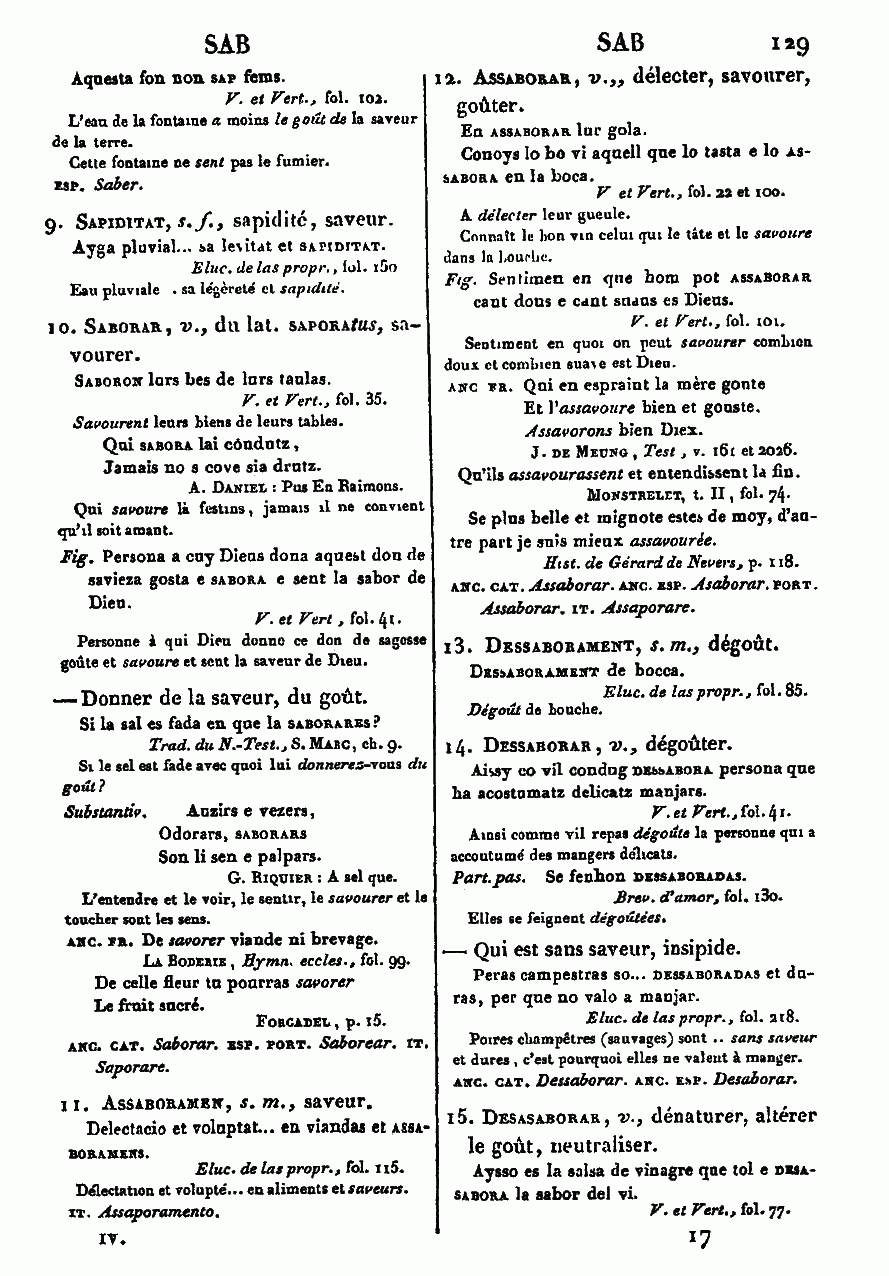 SAB
SAB 129
Aquesta fon non SAP fems.
V. et Vert., fol. 102.
L'eau de la fontaine a moins le goût de la saveur
de la terre.
Cette fontaine ne sent pas le fumier.
ESP. Saber.
9. SAPIDITAT, s. f., sapidité, saveur.
Ayga pluvial... sa levitat et SAPIDITAT.
Eluc. de las propr., fol. 150
Eau pluviale . sa légèreté et sapidité.
10. SABORAR, v., du lat. SAPORAtus, sa-
vourer.
SABORON lurs bes de lurs taulas.
V. et Vert., fol. 35.
Savourent leurs biens de leurs tables.
Qui SABORA lai côndutz,
Jamais no s cove sia drutz.
A. DANIEL : Pus En Raimons.
Qui savoure là festins, jamais il ne convient
qu'il soit amant.
Fig. Persona a cuy Dieus dona aquest don de
savieza gosta e SABORA e sent la sabor de
Dieu.
V. et Vert, fol. 41.
Personne à qui Dieu donne ce don de sagesse
goûte et savoure et sent la saveur de Dieu.
— Donner de la saveur, du goût.
Si la sal es fada en que la SABORARES?
Trad. du N.-Test., S. MARC, ch. 9.
Si le sel est fade avec quoi lui donnerez-vous du
goût?
Substantiv. Auzirs e vezers,
Odorars, SABORARS
Son li sen e palpars.
G. RIQUIER : A sel que.
L'entendre et le voir, le sentir, le savourer et le
toucher sont les sens.
ANC. FR. De savorer viande ni brevage.
LA BODERIE, Hymn. eccles., fol. 99.
De celle fleur tu pourras savorer
Le fruit sucré.
FORCADEL, p. 15.
ANC. CAT. Saborar. ESP. PORT. Saborear. IT.
Saporare.
11. ASSABORAMEN, s. m., saveur.
Delectacio et voluptat... en viandas et ASSA-
BORAMENS.
Eluc. de las propr., fol. 115.
Délectation et volupté... en aliments et saveurs.
IT. Assaporamento.
IV.
12. ASSABORAR, v.,, délecter, savourer,
goûter.
En ASSABORAR lur gola.
Conoys lo bo vi aquell que lo tasta e lo AS-
SABORA en la boca.
V et Vert., fol. 22 et 100.
A délecter leur gueule.
Connaît le bon vin celui qui le tâte et le savoure
dans la bouche.
Fig. Sentimen en que hom pot ASSABORAR
cant dous e cant suaus es Dieus.
V. et Vert., fol. 101.
Sentiment en quoi on peut savourer combien
doux et combien suave est Dieu.
ANC FR. Qui en espraint la mère goute
Et l'assavoure bien et gouste.
Assavorons bien Diex.
J. DE MEUNG, Test, v. 161 et 2026.
Qu'ils assavourassent et entendissent la fin.
MONSTRELET, t. II, fol. 74.
Se plus belle et mignote estes de moy, d'au-
tre part je suis mieux assavourée.
Hist. de Gérard de Nevers, p. 118.
ANC. CAT. Assaborar. ANC. ESP. Asaborar. PORT.
Assaborar. IT. Assaporare.
13. DESSABORAMENT, s. m., dégoût.
DESSABORAMENT de bocca.
Eluc. de las propr., fol. 85.
Dégoût de bouche.
14. DESSABORAR, v., dégoûter.
Aissy co vil condug DESSABORA persona que
ha acostumatz delicatz manjars.
V. et Vert., fol. 41.
Ainsi comme vil repas dégoûte la personne qui a
accoutumé des mangers délicats.
Part. pas. Se fenhon DESSABORADAS.
Brev. d'amor, fol. 130.
Elles se feignent dégoûtées.
— Qui est sans saveur, insipide.
Peras campestras so... DESSABORADAS et du-
ras, per que no valo a manjar.
Eluc. de las propr., fol. 218.
Poires champêtres (sauvages) sont .. sans saveur
et dures, c'est pourquoi elles ne valent à manger.
ANC. CAT. Dessaborar. ANC. ESP. Desaborar.
15. DESASABORAR, v., dénaturer, altérer
le goût, neutraliser.
Aysso es la salsa de vinagre que tol e DESA-
SABORA la sabor del vi.
V. et Vert., fol. 77.
17